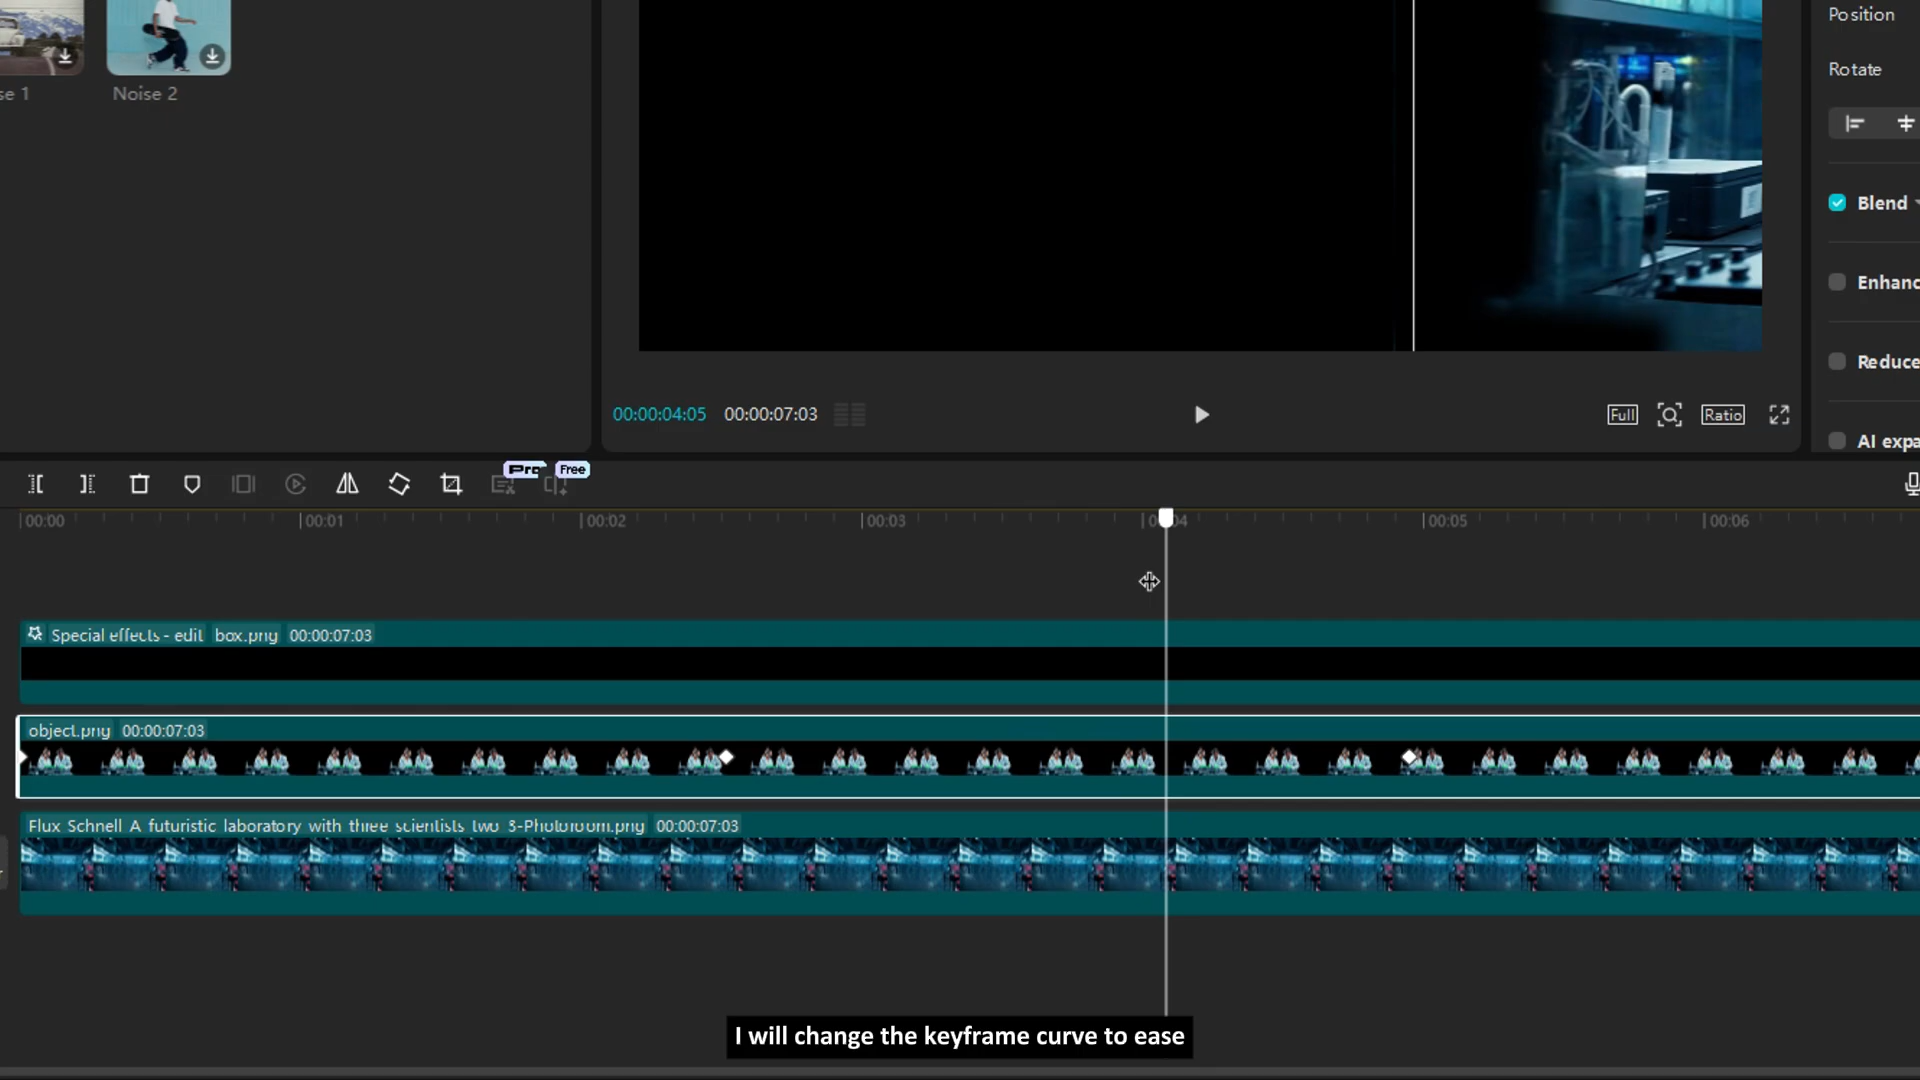 se 1
Noise 2
Position
Rotate
Blend
Enhanc
Reduce
AI expa
00:00:04:05 00:00:07:03
Full
Ratio
Pro
Free
00:00
00:01
00:02
00:03
00:04
00:05
00:06
Special effects - edit box.png 00:00:07:03
object.png 00:00:07:03
Flux Schnell A futuristic laboratory with three scientists two 3-Photoroom.png 00:00:07:03
I will change the keyframe curve to ease